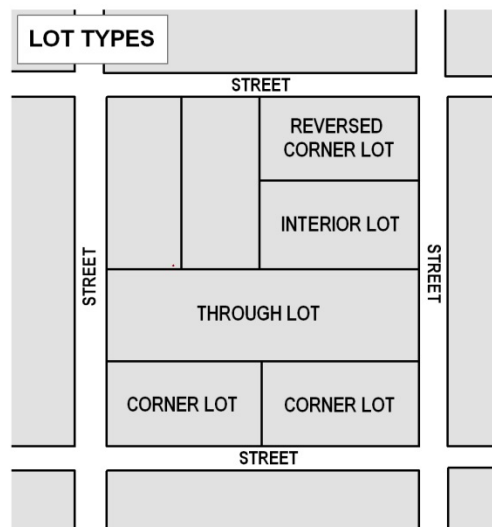 LOT TYPES
STREET
REVERSED
CORNER LOT
INTERIOR LOT
STREET
STREET
THROUGH LOT
CORNER LOT
CORNER LOT
STREET